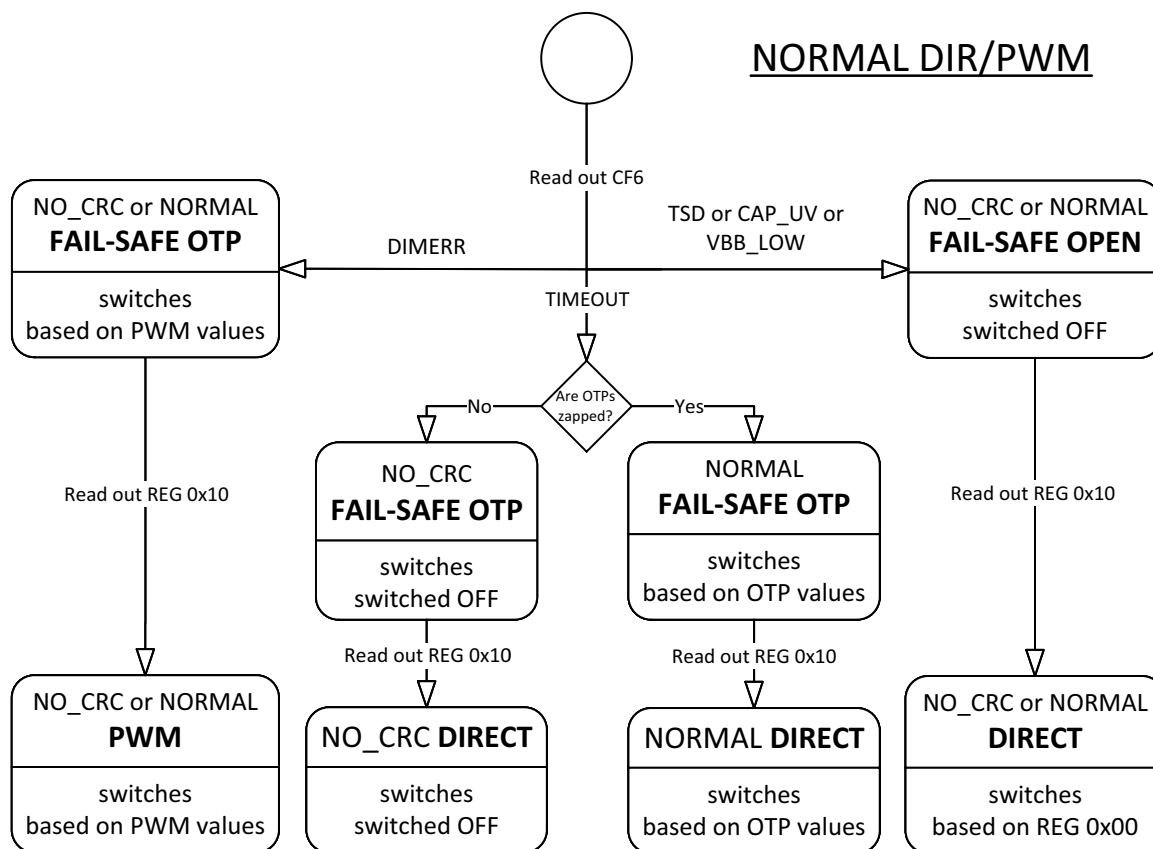 NORMAL DIR/PWM
Read out CF6
NO_CRC or NORMAL
FAIL-SAFE OTP
switches
based on PWM values
DIMERR
TSD or CAP_UV or
VBB_LOW
NO_CRC or NORMAL
FAIL-SAFE OPEN
switches
switched OFF
TIMEOUT
Are OTPs
zapped?
No
Yes
NO_CRC
FAIL-SAFE OTP
switches
switched OFF
NORMAL
FAIL-SAFE OTP
switches
based on OTP values
Read out REG 0x10
Read out REG 0x10
Read out REG 0x10
Read out REG 0x10
NO_CRC or NORMAL
PWM
switches
based on PWM values
NO_CRC DIRECT
switches
switched OFF
NORMAL DIRECT
switches
based on OTP values
NO_CRC or NORMAL
DIRECT
switches
based on REG 0x00